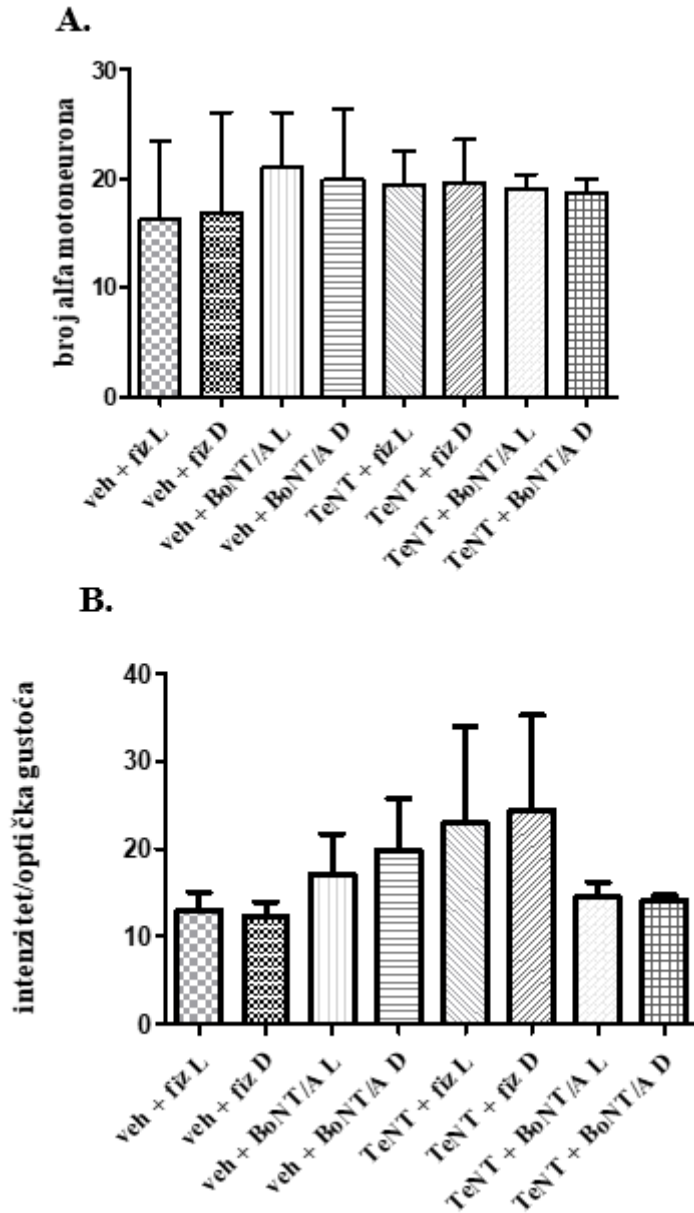 A.
broj alfa motoneurona
30
20
10
0
veh + fiz L
veh + fiz D
veh + BoNT/A L
veh + BoNT/A D
TeNT + fiz L
TeNT + fiz D
TeNT + BoNT/A L
TeNT + BoNT/A D
B.
intenzitet/optička gustoća
40
30
20
10
0
veh + fiz L
veh + fiz D
veh + BoNT/A L
veh + BoNT/A D
TeNT + fiz L
TeNT + fiz D
TeNT + BoNT/A L
TeNT + BoNT/A D